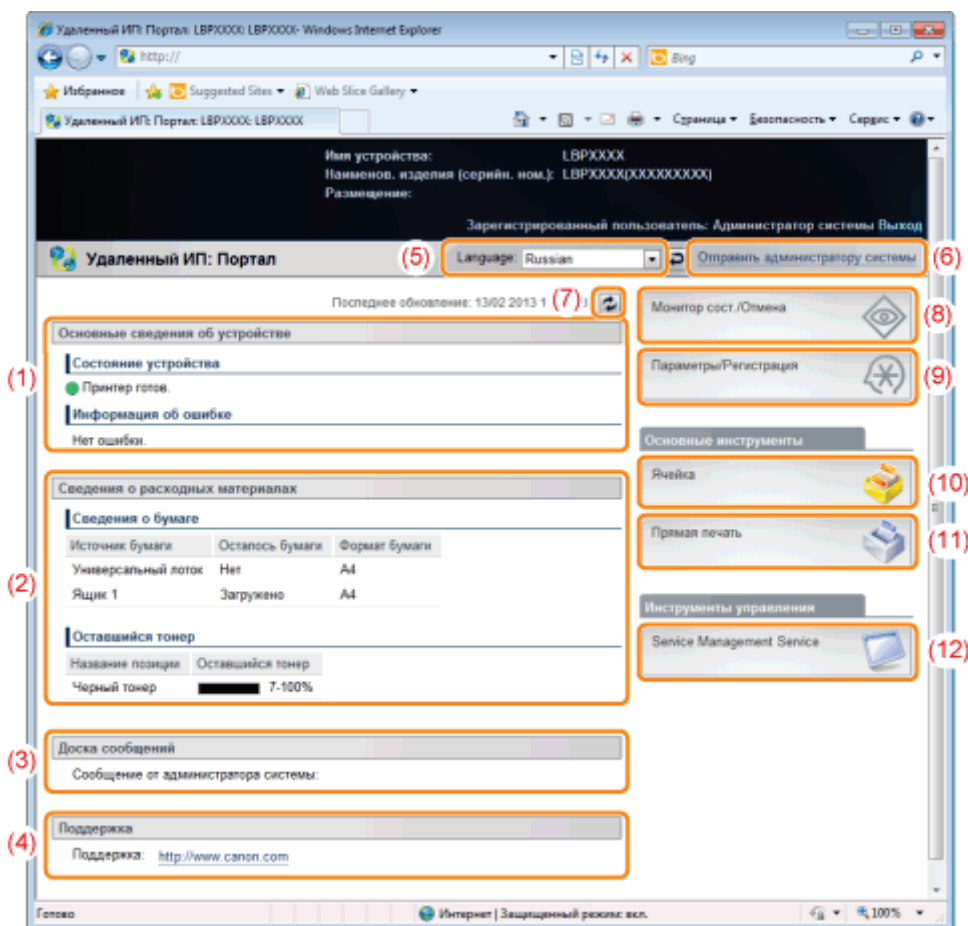 Удаленный ИП: Портал: LBPXXXX: LBPXXXX- Windows Internet Explorer
http://
Bing
Избранное Suggested Sites Web Slice Gallery
Удаленный ИП: Портал: LBPXXXX: LBPXXXX
Страница Безопасность Сервис
Имя устройства: LBPXXXX
Наименов. изделия (серийн. ном.): LBPXXXX(XXXXXXXXX)
Размещение:
Зарегистрированный пользователь: Администратор системы Выход
Удаленный ИП: Портал
(5) Language: Russian
Отправить администратору системы (6)
Последнее обновление: 13/02 2013 1 (7) 3
(1)
Основные сведения об устройстве
Состояние устройства
Принтер готов.
Информация об ошибке
Нет ошибки.
(2)
Сведения о расходных материалах
Сведения о бумаге
Источник бумаги Осталось бумаги Формат бумаги
Универсальный лоток Нет A4
Ящик 1 Загружено A4
Оставшийся тонер
Название позиции Оставшийся тонер
Черный тонер 7-100%
(3)
Доска сообщений
Сообщение от администратора системы:
(4)
Поддержка
Поддержка: http://www.canon.com
Монитор сост./Отмена (8)
Параметры/Регистрация (9)
Основные инструменты
Ячейка (10)
Прямая печать (11)
Инструменты управления
Service Management Service (12)
Готово
Интернет | Защищенный режим: вкл.
100%